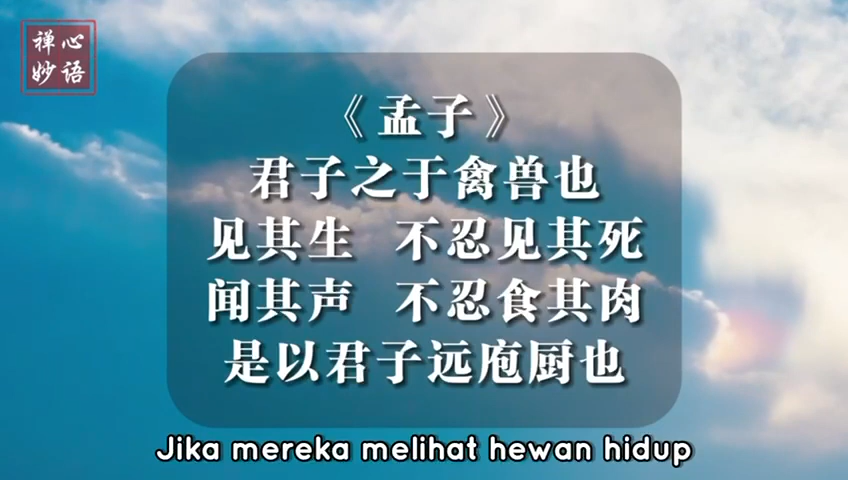 禅心
妙语
《孟子》
君子之于禽兽也
见其生 不忍见其死
闻其声 不忍食其肉
是以君子远庖厨也
Jika mereka melihat hewan hidup